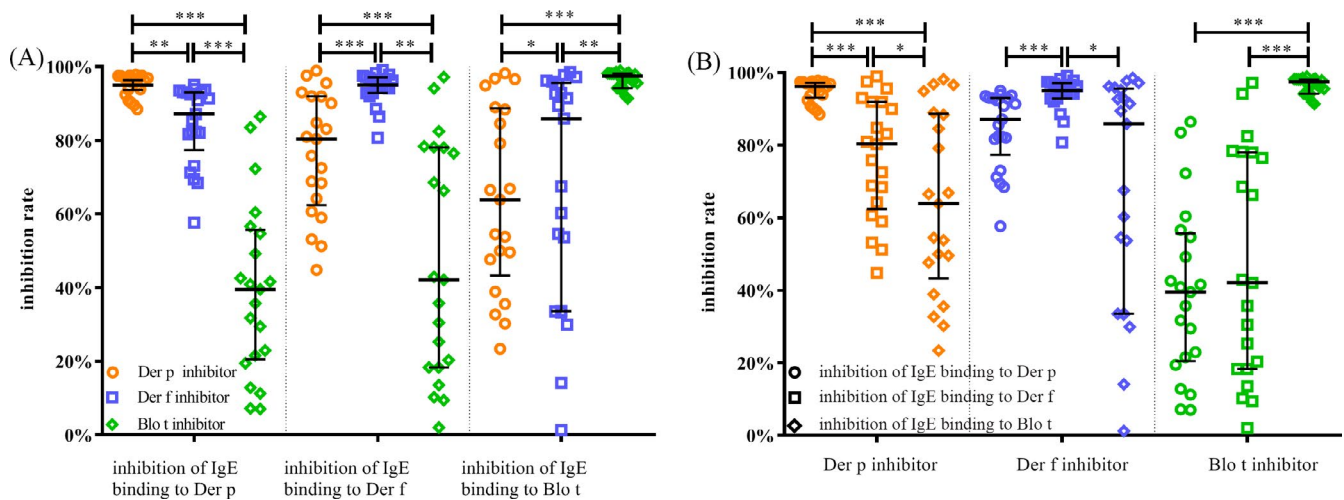 (A)
***
***
***
**
***
***
**
*
**
100%
80%
60%
40%
20%
0%
inhibition rate
Der p inhibitor
Der f inhibitor
Blo t inhibitor
inhibition of IgE
binding to Der p
inhibition of IgE
binding to Der f
inhibition of IgE
binding to Blo t
(B)
***
***
***
*
***
*
***
100%
80%
60%
40%
20%
0%
inhibition rate
inhibition of IgE binding to Der p
inhibition of IgE binding to Der f
inhibition of IgE binding to Blo t
Der p inhibitor
Der f inhibitor
Blo t inhibitor